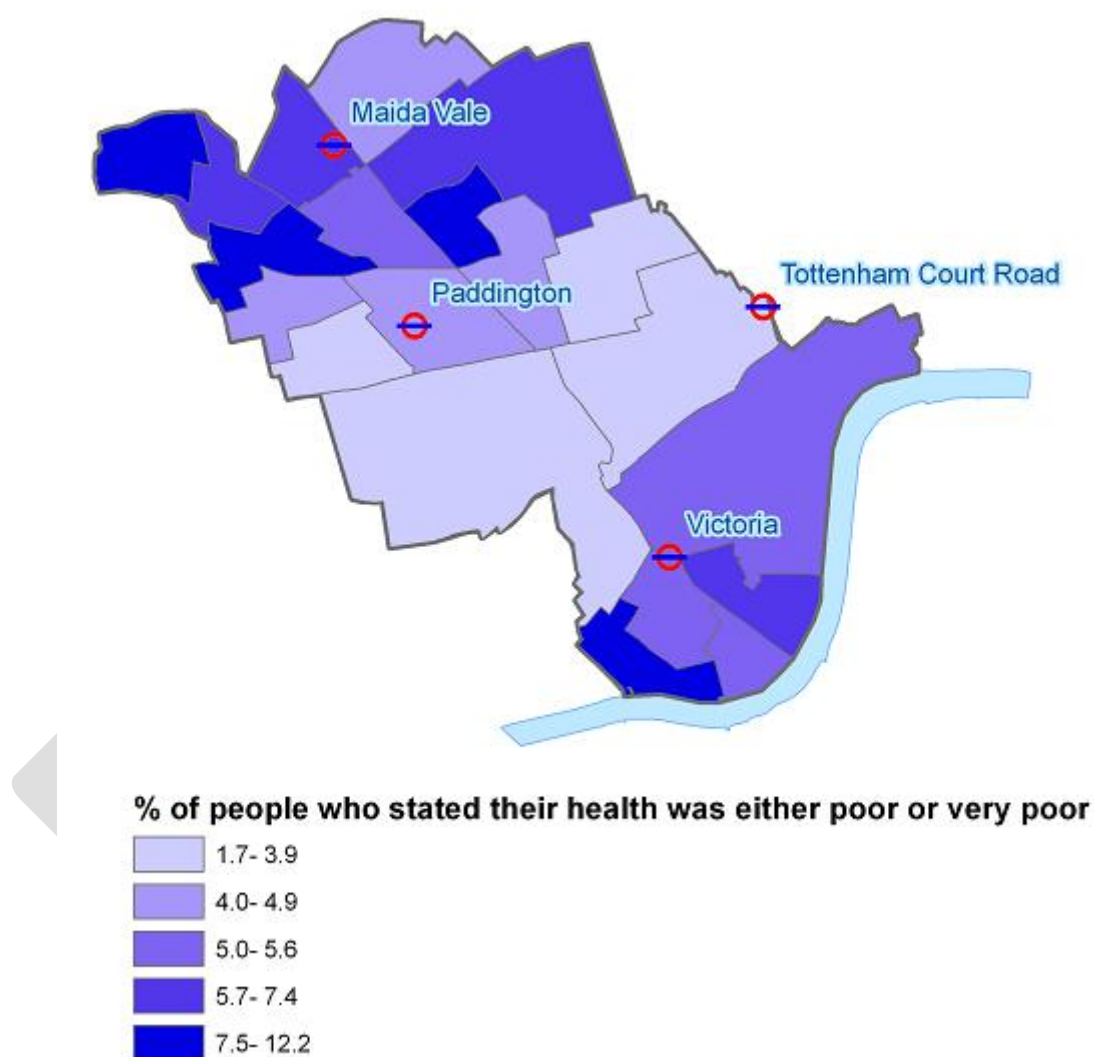 Maida Vale
Tottenham Court Road
Paddington
Victoria
% of people who stated their health was either poor or very poor
1.7- 3.9
4.0- 4.9
5.0- 5.6
5.7- 7.4
7.5- 12.2